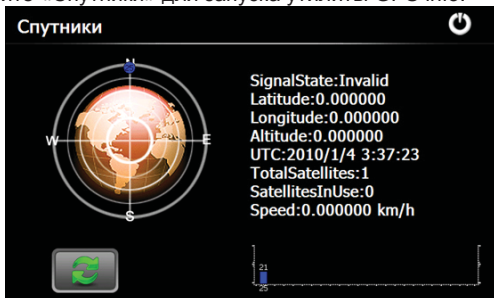 «Спутники» для запуска утилиты GPS Info.
Спутники
N
W
E
S
SignalState:Invalid
Latitude:0.000000
Longitude:0.000000
Altitude:0.000000
UTC:2010/1/4 3:37:23
TotalSatellites:1
SatellitesInUse:0
Speed:0.000000 km/h
21
25